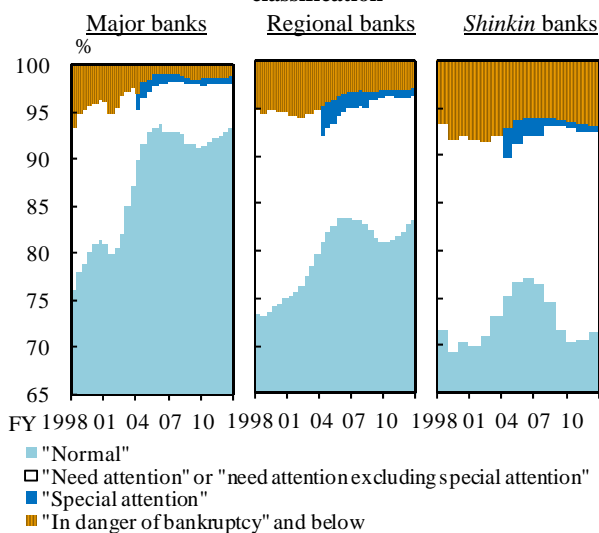 classification
Major banks
Regional banks
Shinkin banks
%
100
95
90
85
80
75
70
65
FY 1998 01 04 07 10
1998 01 04 07 10
1998 01 04 07 10
"Normal"
"Need attention" or "need attention excluding special attention"
"Special attention"
"In danger of bankruptcy" and below